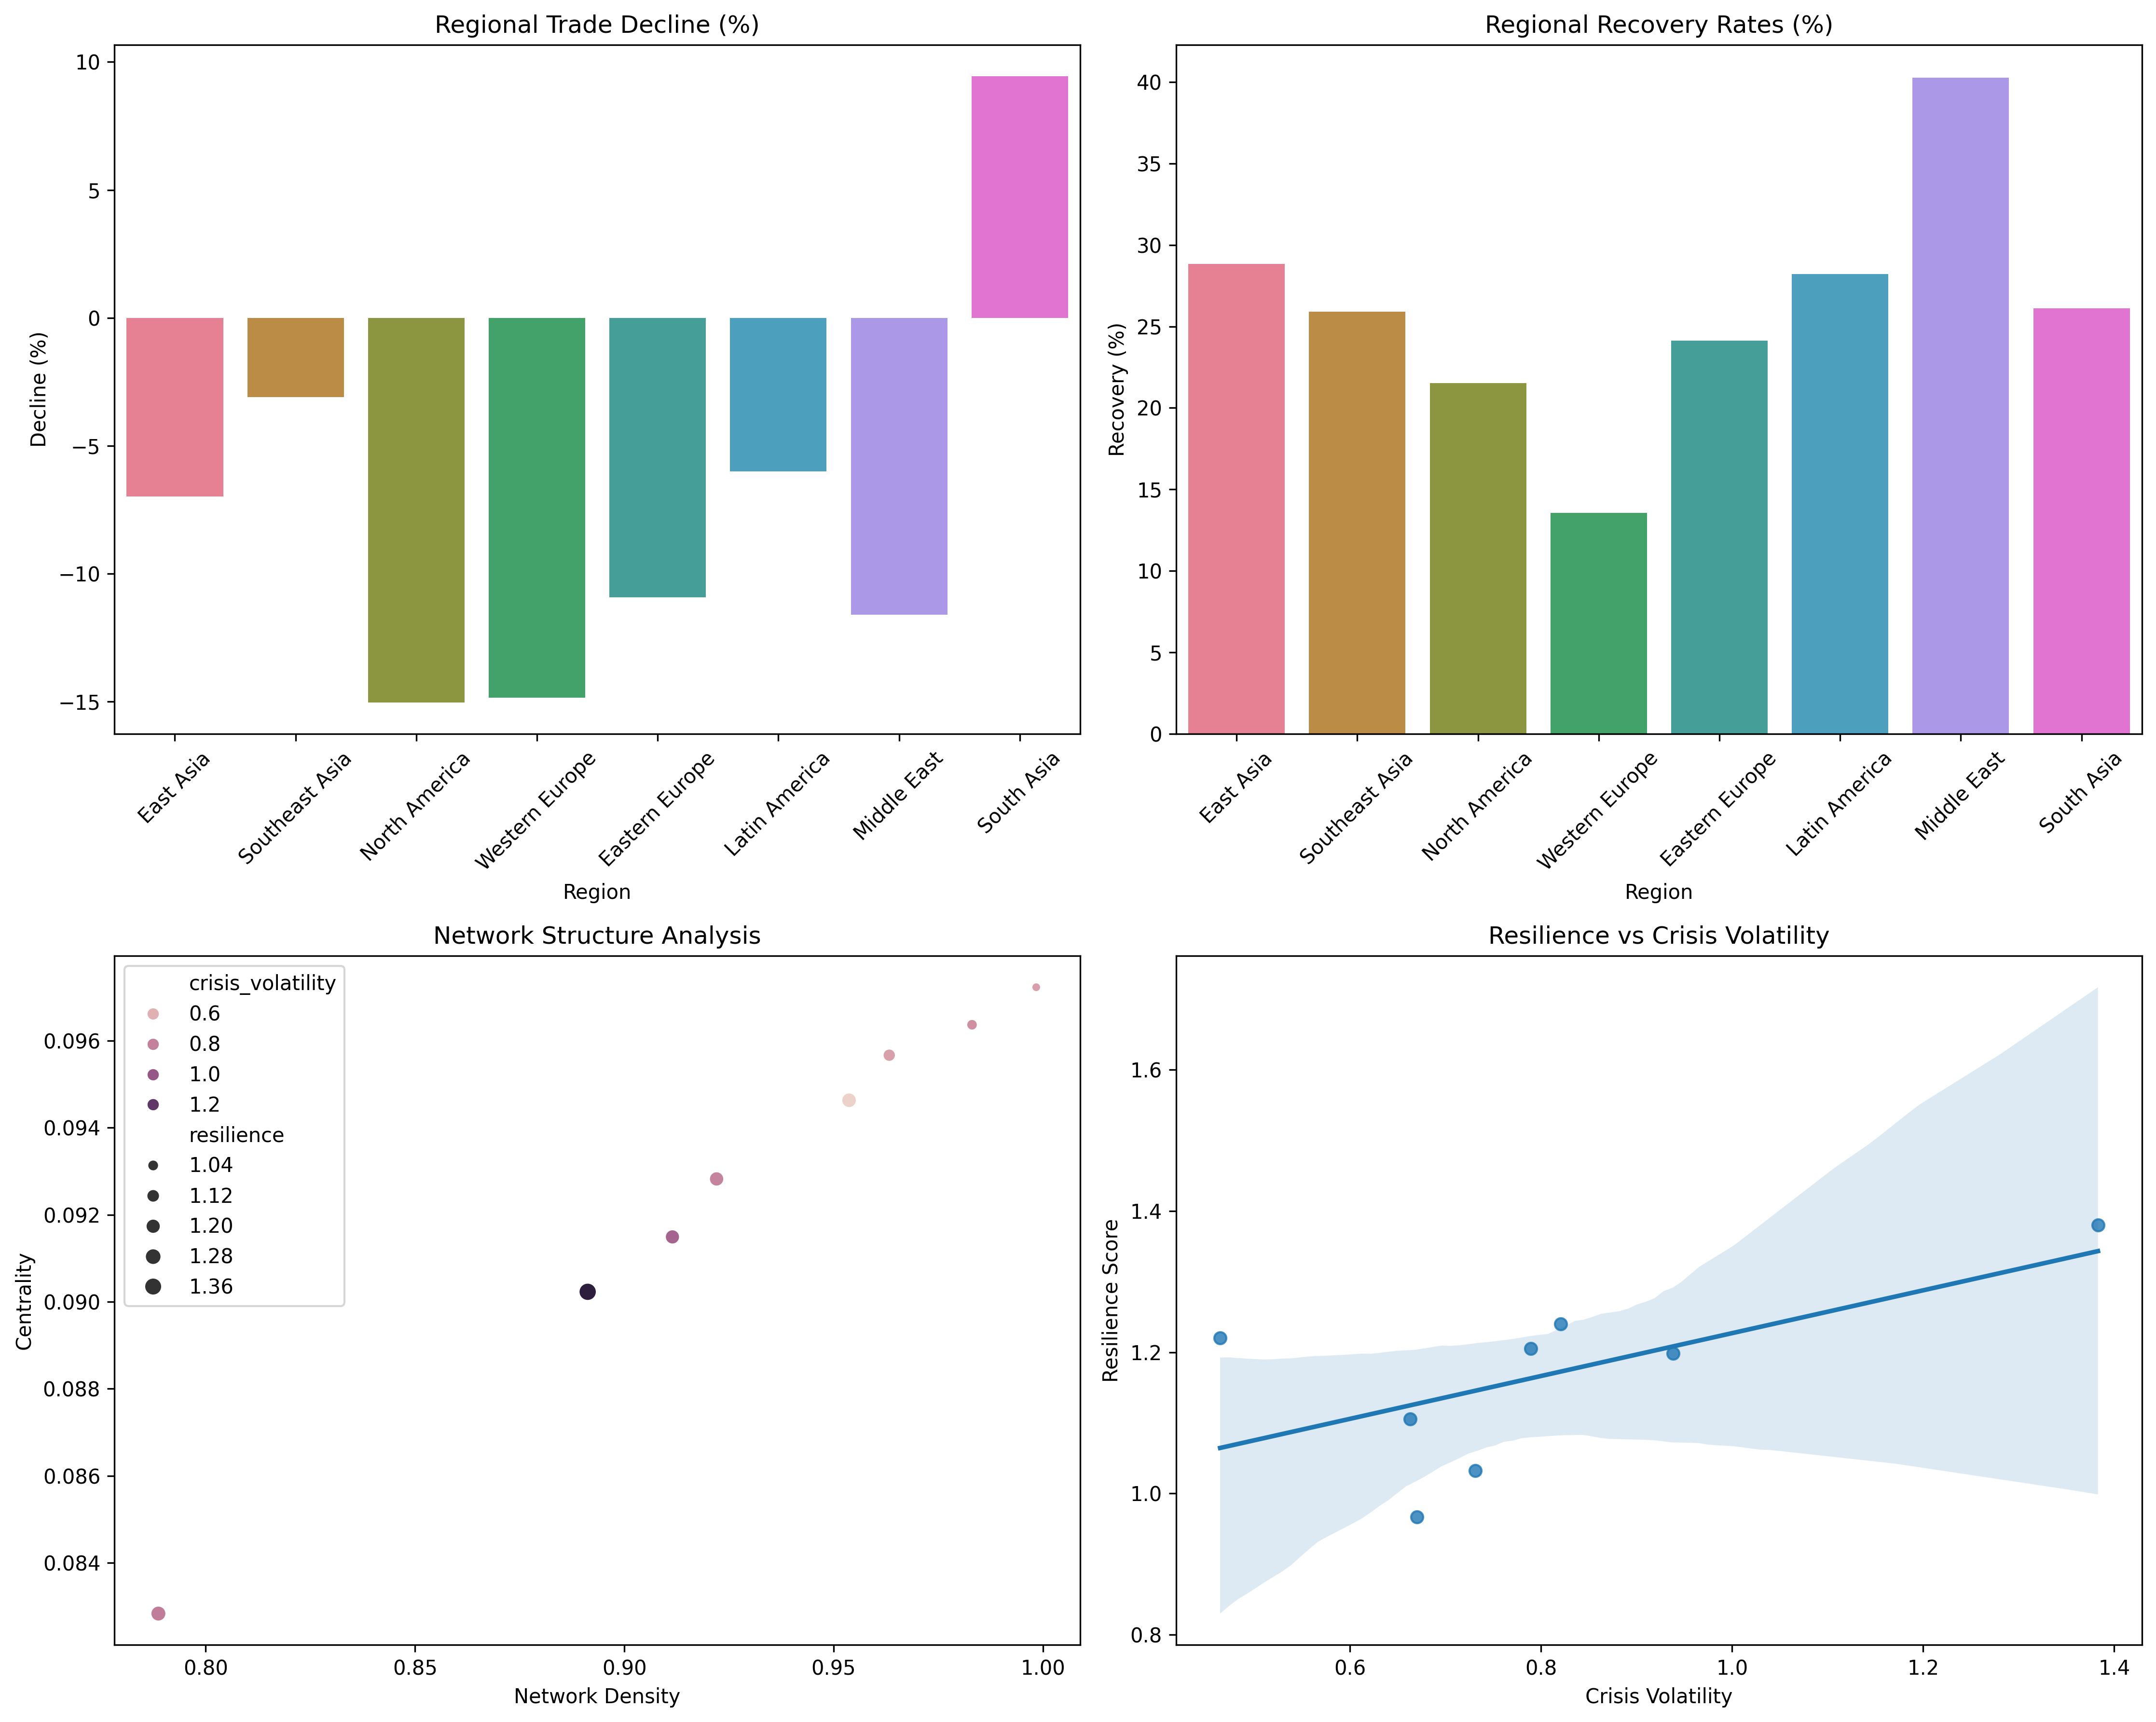 Regional Trade Decline (%)
Decline (%)
10
5
0
−5
−10
−15
East Asia
Southeast Asia
North America
Western Europe
Eastern Europe
Latin America
Middle East
South Asia
Region
Regional Recovery Rates (%)
Recovery (%)
40
35
30
25
20
15
10
5
0
East Asia
Southeast Asia
North America
Western Europe
Eastern Europe
Latin America
Middle East
South Asia
Region
Network Structure Analysis
Centrality
0.096
0.094
0.092
0.090
0.088
0.086
0.084
crisis_volatility
0.6
0.8
1.0
1.2
resilience
1.04
1.12
1.20
1.28
1.36
0.80
0.85
0.90
0.95
1.00
Network Density
Resilience vs Crisis Volatility
Resilience Score
1.6
1.4
1.2
1.0
0.8
0.6
0.8
1.0
1.2
1.4
Crisis Volatility